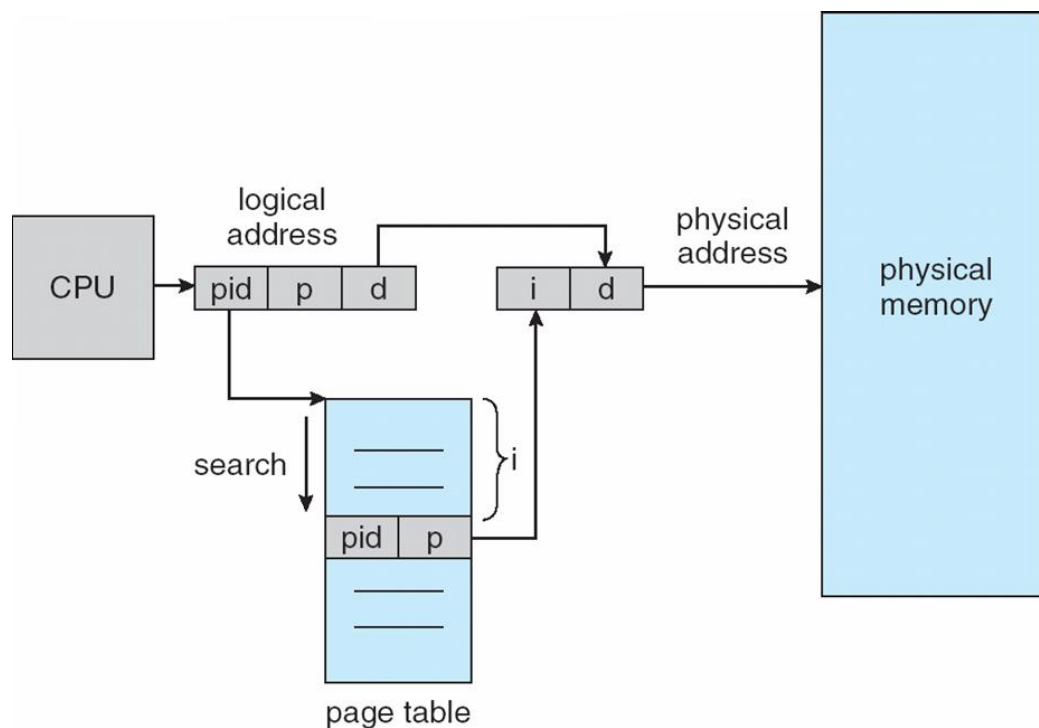 logical
address
physical
address
CPU
pid p d
i d
physical
memory
search
i
pid p
page table